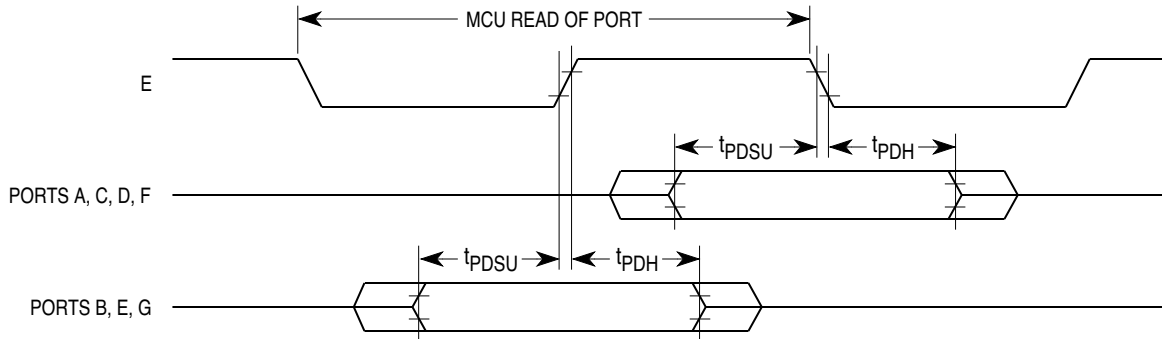 MCU READ OF PORT
E
tPDSU
tPDH
PORTS A, C, D, F
tPDSU
tPDH
PORTS B, E, G